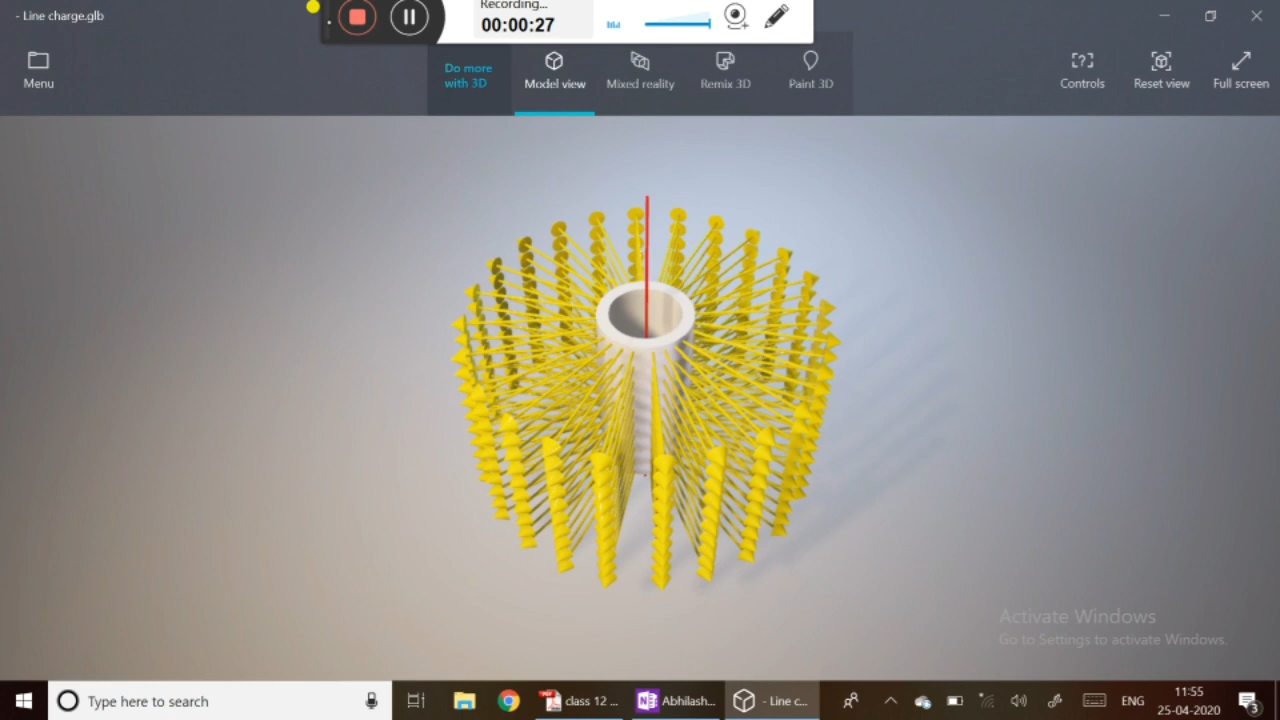 - Line charge.glb
Recording...
00:00:27
Menu
Do more
with 3D
Model view
Mixed reality
Remix 3D
Paint 3D
[?]
Controls
Reset view
Full screen
Activate Windows
Go to Settings to activate Windows.
Type here to search
PDF
class 12 ...
N
Abhilash...
- Line c...
ENG
11:55
25-04-2020
3